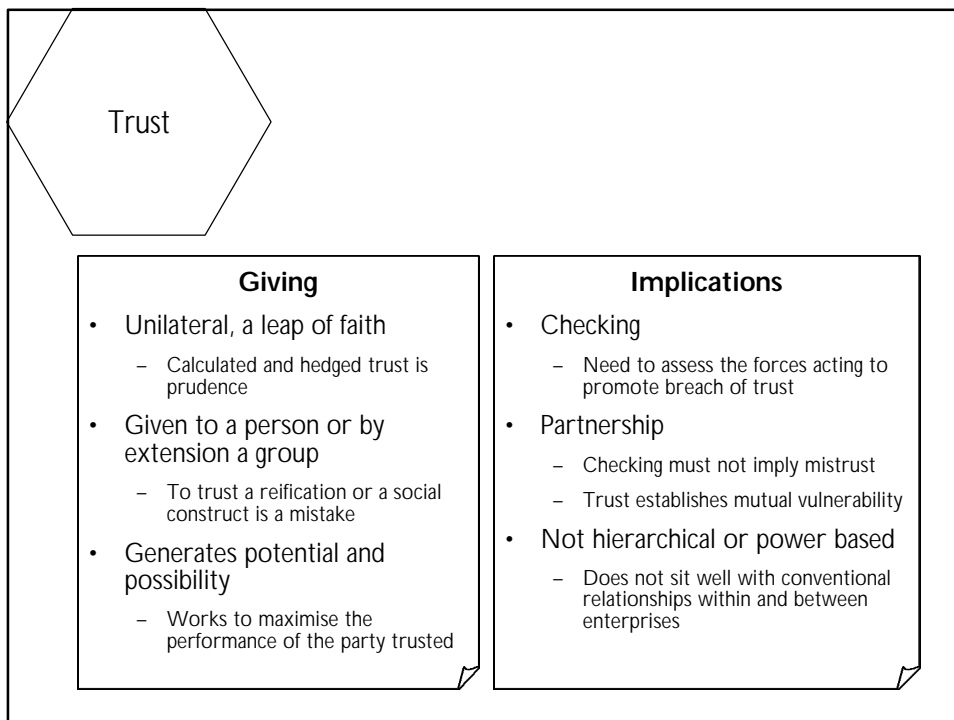 Trust
Giving
• Unilateral, a leap of faith
– Calculated and hedged trust is
prudence
• Given to a person or by
extension a group
– To trust a reification or a social
construct is a mistake
• Generates potential and
possibility
– Works to maximise the
performance of the party trusted
Implications
• Checking
– Need to assess the forces acting to
promote breach of trust
• Partnership
– Checking must not imply mistrust
– Trust establishes mutual vulnerability
• Not hierarchical or power based
– Does not sit well with conventional
relationships within and between
enterprises